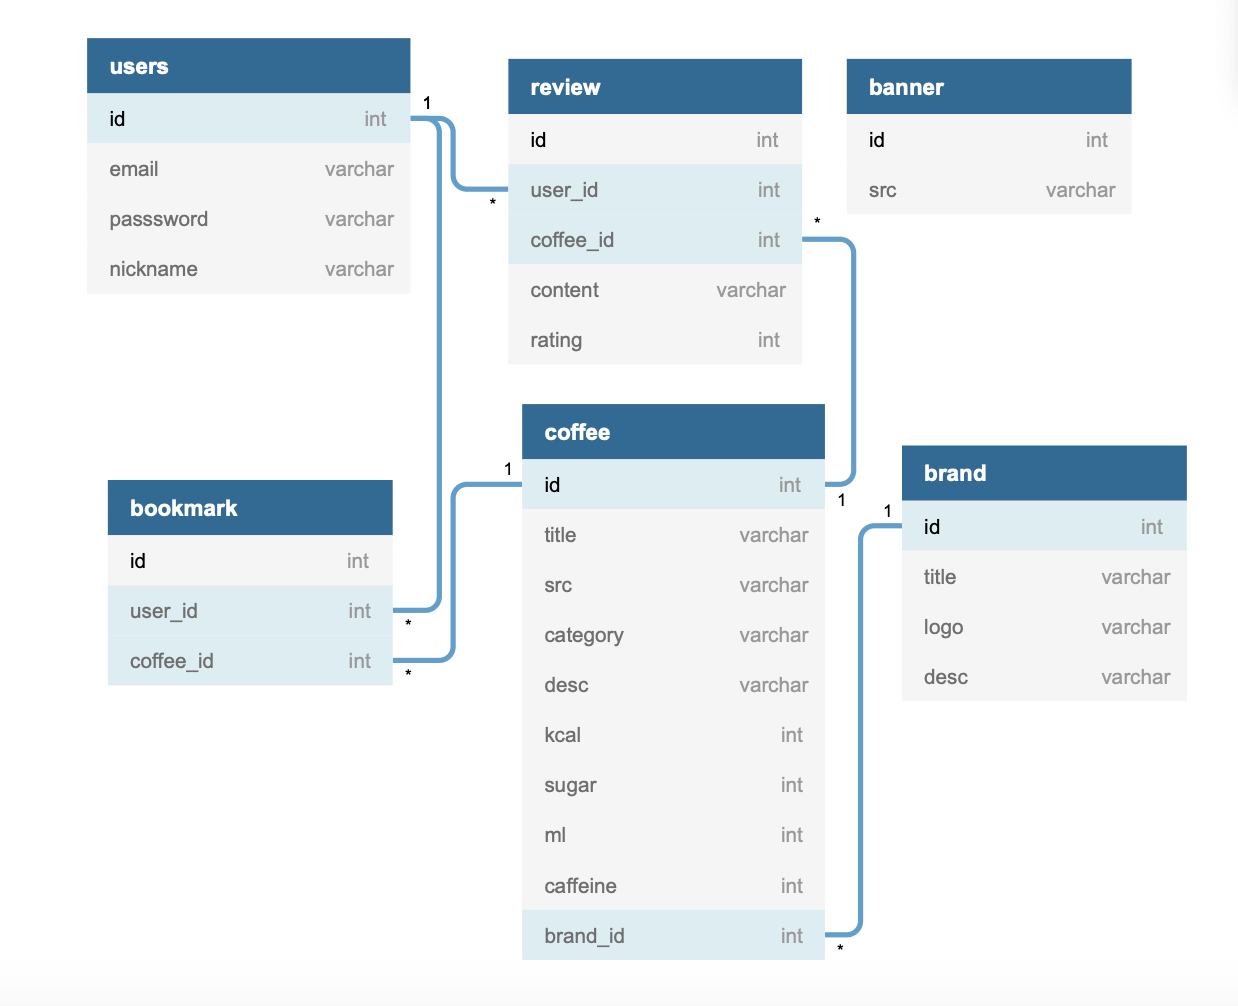 users
id int
email varchar
passsword varchar
nickname varchar
1
*
review
id int
user_id int
coffee_id int
content varchar
rating int
*
1
banner
id int
src varchar
bookmark
id int
user_id int
coffee_id int
*
*
1
coffee
id int
title varchar
src varchar
category varchar
desc varchar
kcal int
sugar int
ml int
caffeine int
brand_id int
*
1
brand
id int
title varchar
logo varchar
desc varchar